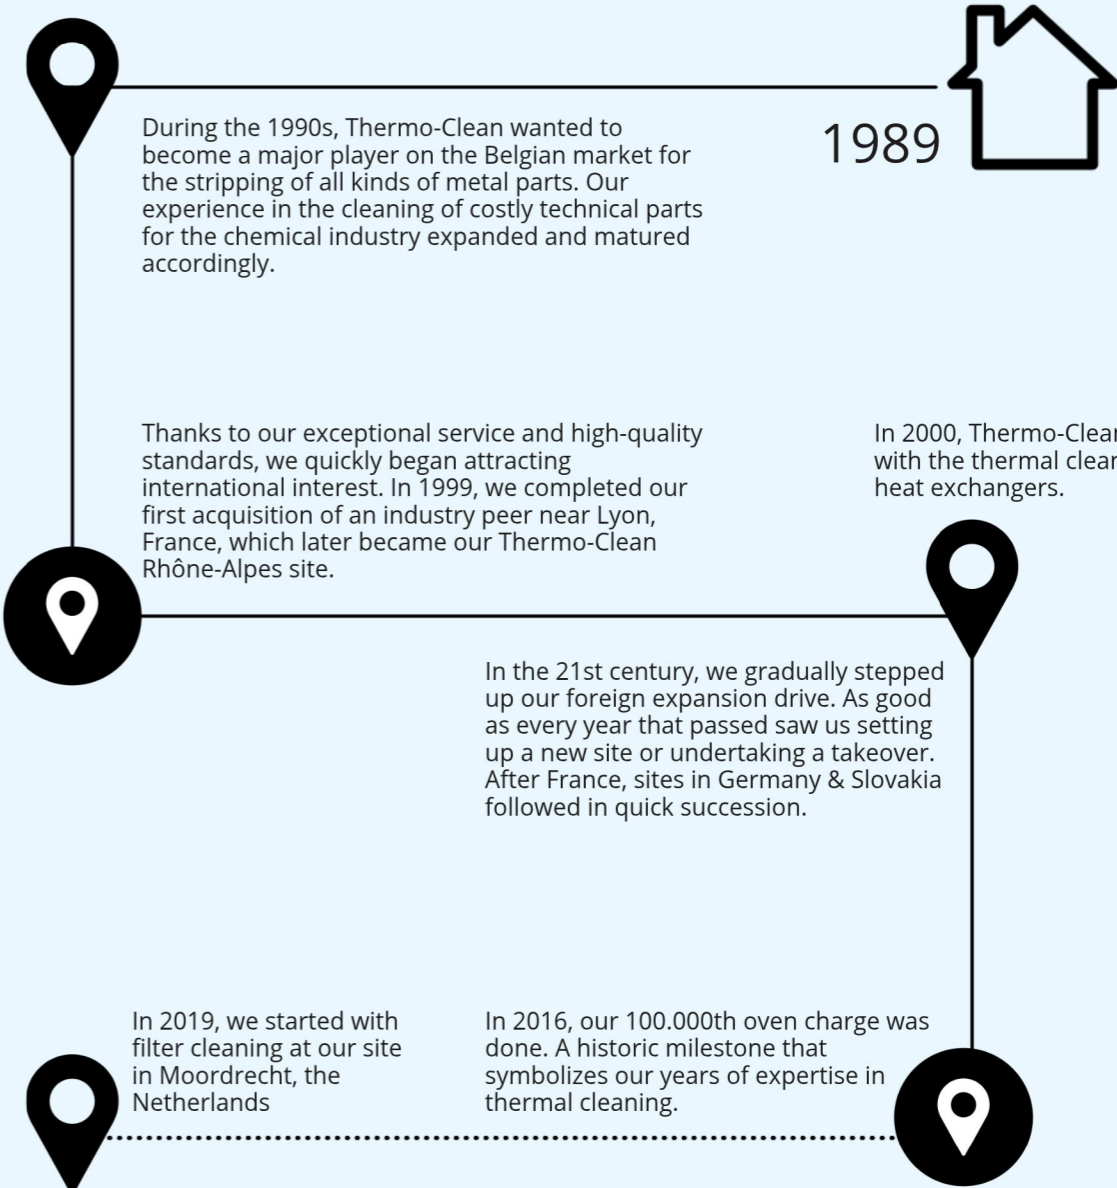 1989
During the 1990s, Thermo-Clean wanted to
become a major player on the Belgian market for
the stripping of all kinds of metal parts. Our
experience in the cleaning of costly technical parts
for the chemical industry expanded and matured
accordingly.
Thanks to our exceptional service and high-quality
standards, we quickly began attracting
international interest. In 1999, we completed our
first acquisition of an industry peer near Lyon,
France, which later became our Thermo-Clean
Rhône-Alpes site.
In 2000, Thermo-Clean
with the thermal clean
heat exchangers.
In the 21st century, we gradually stepped
up our foreign expansion drive. As good
as every year that passed saw us setting
up a new site or undertaking a takeover.
After France, sites in Germany & Slovakia
followed in quick succession.
In 2016, our 100.000th oven charge was
done. A historic milestone that
symbolizes our years of expertise in
thermal cleaning.
In 2019, we started with
filter cleaning at our site
in Moordrecht, the
Netherlands